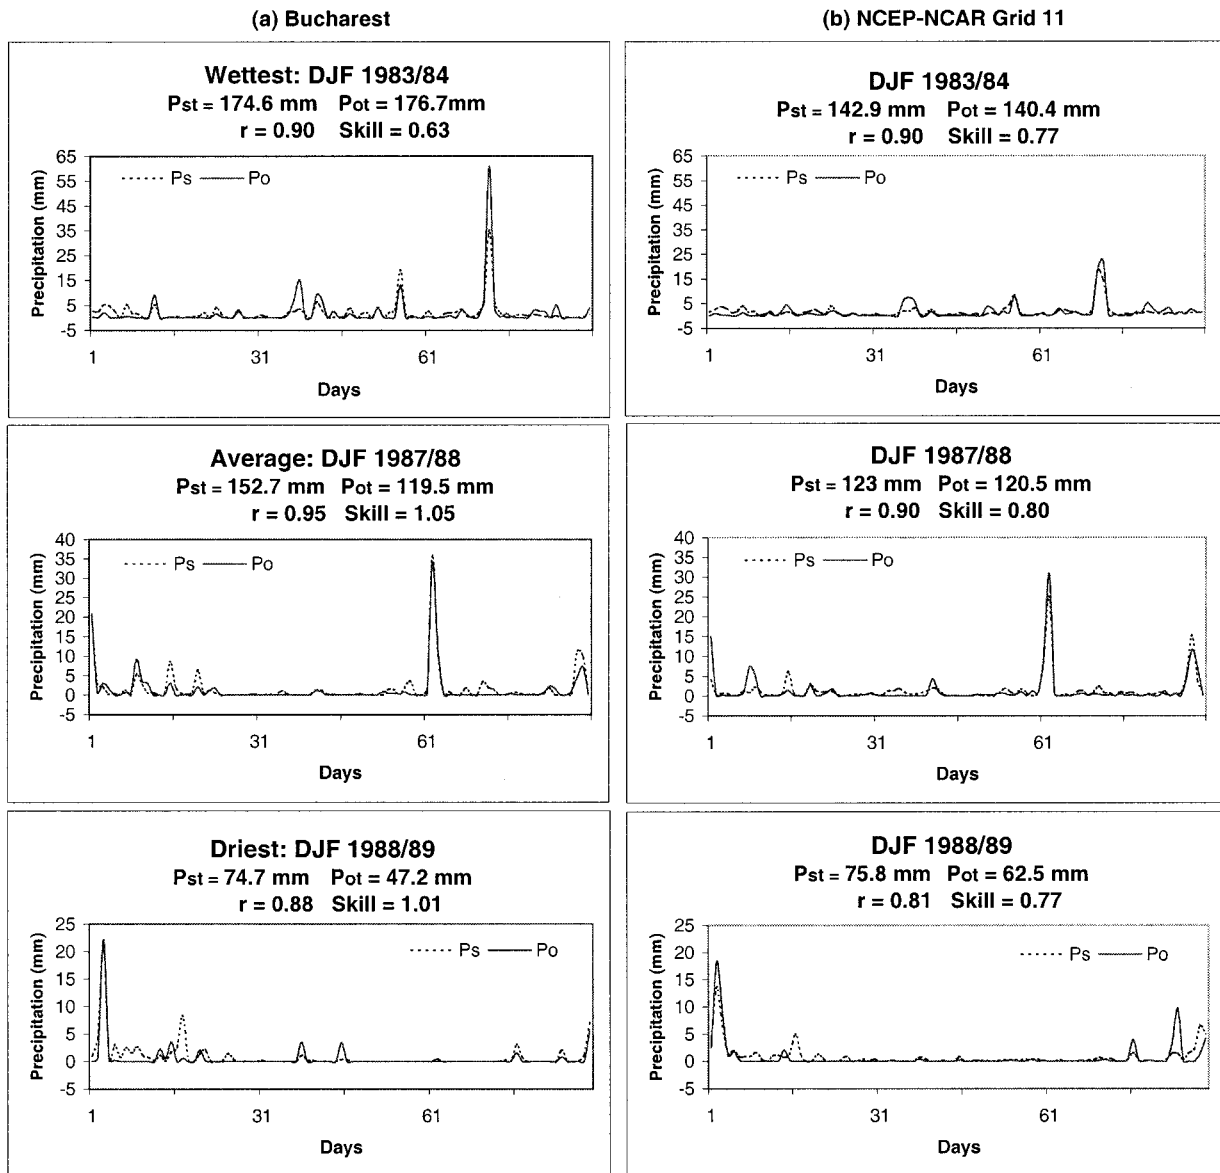 (a) Bucharest
Wettest: DJF 1983/84
Pst = 174.6 mm Pot = 176.7mm
r = 0.90 Skill = 0.63
Precipitation (mm)
65
55
45
35
25
15
5
-5
Ps Po
1 31 61
Days
Average: DJF 1987/88
Pst = 152.7 mm Pot = 119.5 mm
r = 0.95 Skill = 1.05
Precipitation (mm)
40
35
30
25
20
15
10
5
0
-5
Ps Po
1 31 61
Days
Driest: DJF 1988/89
Pst = 74.7 mm Pot = 47.2 mm
r = 0.88 Skill = 1.01
Precipitation (mm)
25
20
15
10
5
0
-5
Ps Po
1 31 61
Days
(b) NCEP-NCAR Grid 11
DJF 1983/84
Pst = 142.9 mm Pot = 140.4 mm
r = 0.90 Skill = 0.77
Precipitation (mm)
65
55
45
35
25
15
5
-5
Ps Po
1 31 61
Days
DJF 1987/88
Pst = 123 mm Pot = 120.5 mm
r = 0.90 Skill = 0.80
Precipitation (mm)
40
35
30
25
20
15
10
5
0
-5
Ps Po
1 31 61
Days
DJF 1988/89
Pst = 75.8 mm Pot = 62.5 mm
r = 0.81 Skill = 0.77
Precipitation (mm)
25
20
15
10
5
0
-5
Ps Po
1 31 61
Days